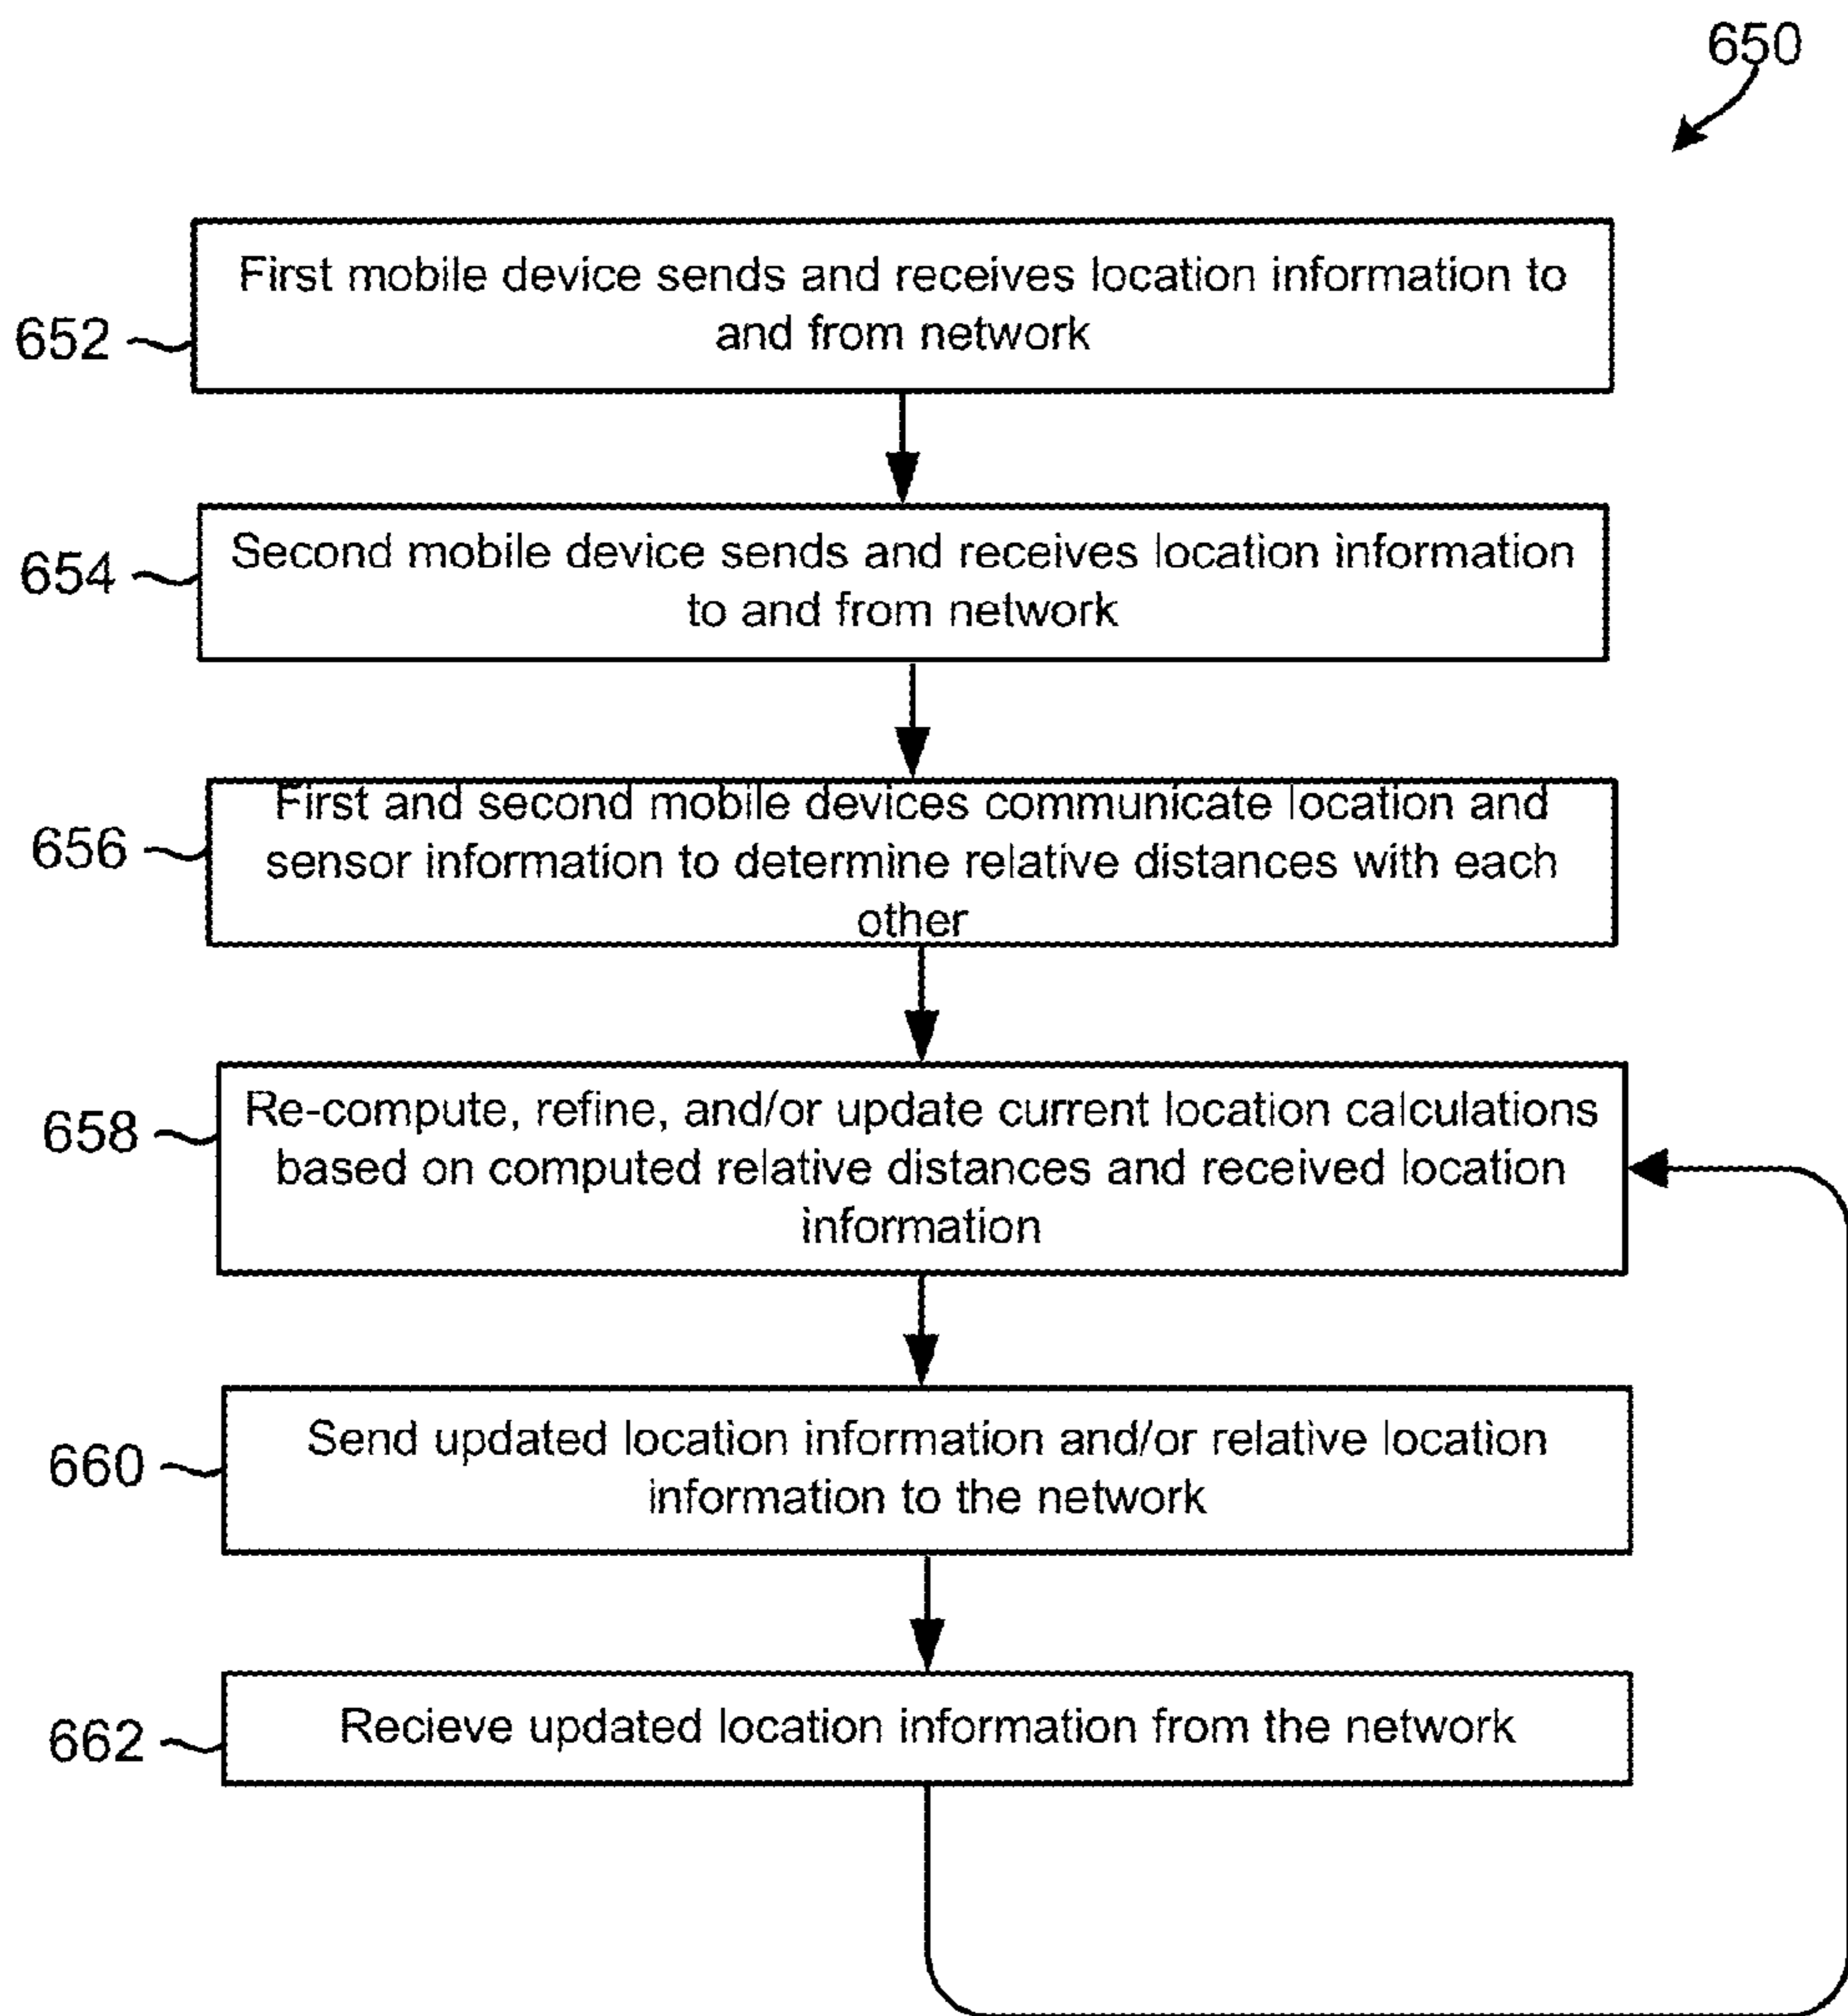 650
652
First mobile device sends and receives location information to
and from network
654
Second mobile device sends and receives location information
to and from network
656
First and second mobile devices communicate location and
sensor information to determine relative distances with each
other
658
Re-compute, refine, and/or update current location calculations
based on computed relative distances and received location
information
660
Send updated location information and/or relative location
information to the network
662
Recieve updated location information from the network